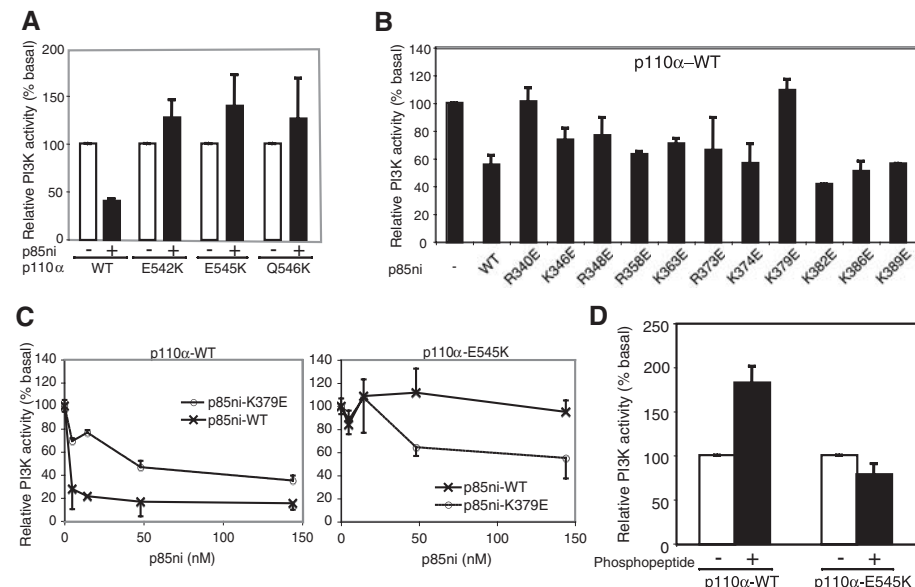 A
Relative PI3K activity (% basal)
200
150
100
50
0
p85ni - + - + - + - +
p110α WT E542K E545K Q546K
B
Relative PI3K activity (% basal)
140
120
100
80
60
40
20
0
p110α–WT
p85ni - WT R340E K346E R348E R358E K363E R373E K374E K379E K382E K386E K389E
C
Relative PI3K activity (% basal)
p110α-WT
140
120
100
80
60
40
20
0
p85ni-K379E
p85ni-WT
0 50 100 150
p85ni (nM)
p110α-E545K
140
120
100
80
60
40
20
0
p85ni-WT
p85ni-K379E
0 50 100 150
p85ni (nM)
D
Relative PI3K activity (% basal)
250
200
150
100
50
0
Phosphopeptide - + - +
p110α-WT p110α-E545K